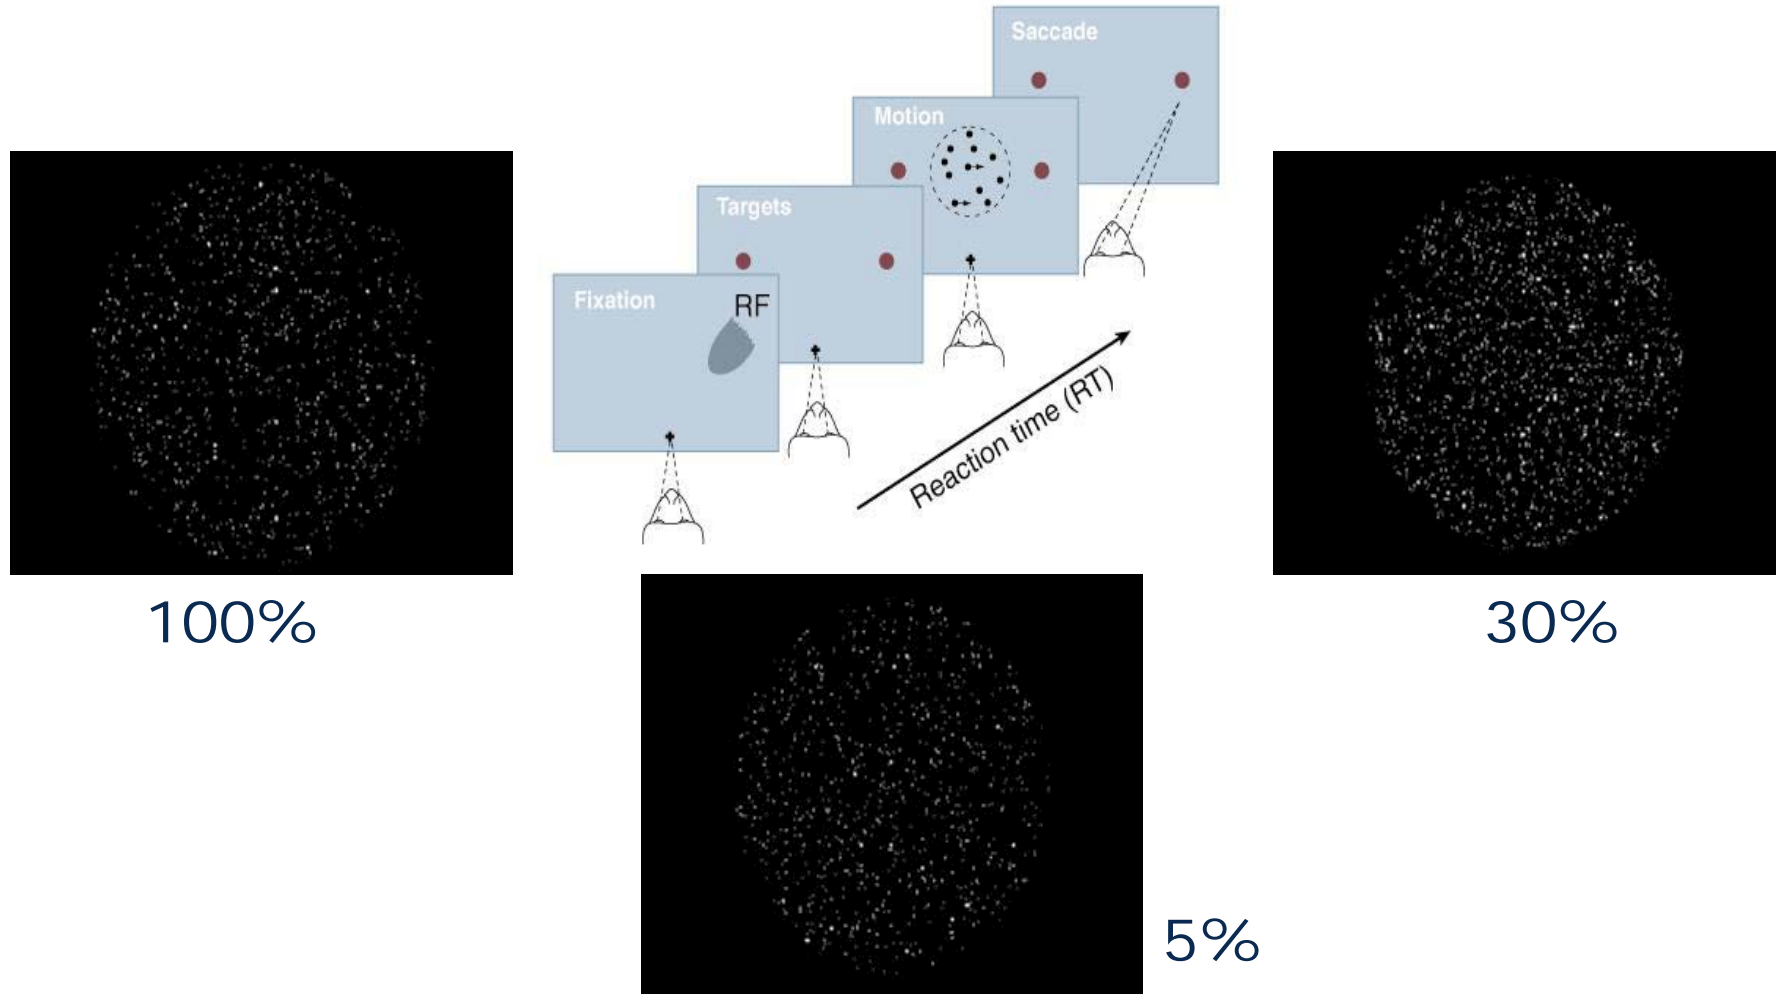 Saccade
Motion
Targets
Fixation
RF
Reaction time (RT)
100%
30%
5%